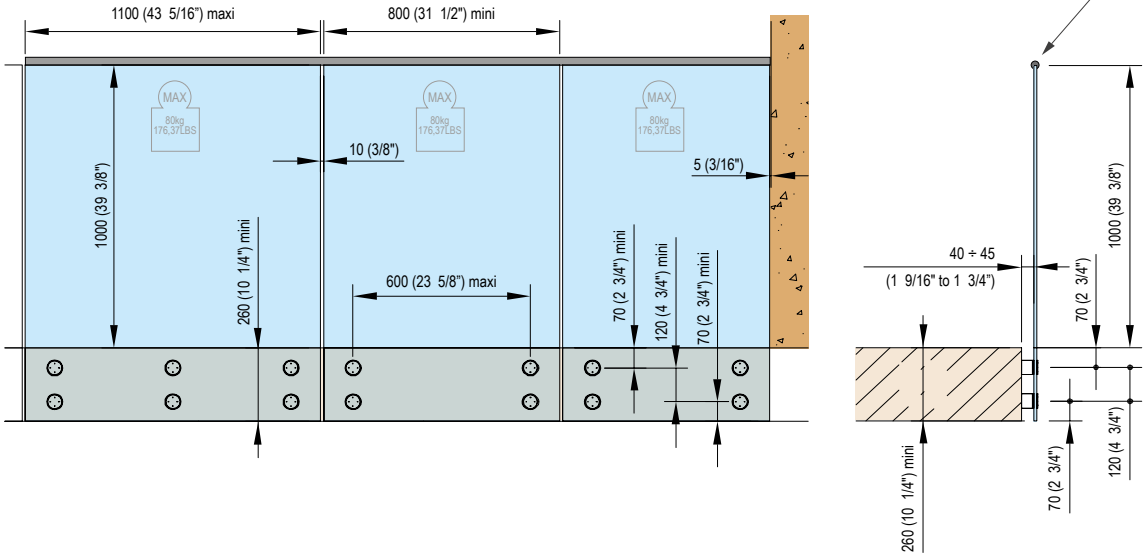 1100 (43 5/16") maxi
800 (31 1/2") mini
MAX
80kg
176,37LBS
MAX
80kg
176,37LBS
MAX
80kg
176,37LBS
10 (3/8")
5 (3/16")
1000 (39 3/8")
260 (10 1/4") mini
600 (23 5/8") maxi
70 (2 3/4") mini
120 (4 3/4") mini
70 (2 3/4") mini
40 ÷ 45
(1 9/16" to 1 3/4")
70 (2 3/4")
1000 (39 3/8")
260 (10 1/4") mini
70 (2 3/4")
120 (4 3/4")